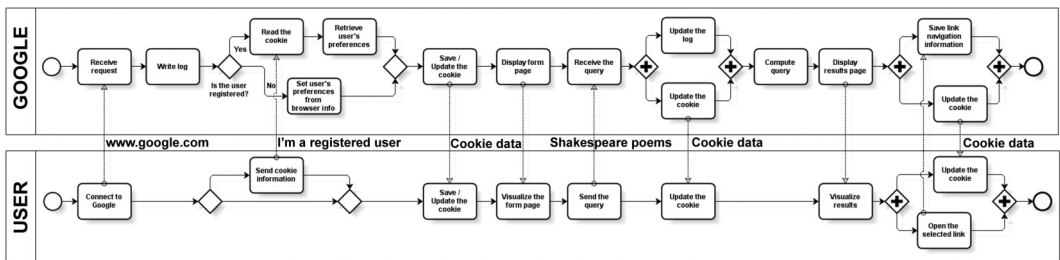 GOOGLE
Receive
request
Write log
Yes
Is the user
registered?
No
Read the
cookie
Retrieve
user's
preferences
Set user's
preferences
from
browser info
Save /
Update the
cookie
Display form
page
Receive the
query
Update the
log
Update the
cookie
Compute
query
Display
results page
Save link
navigation
information
Update the
cookie
www.google.com
I'm a registered user
Cookie data
Shakespeare poems
Cookie data
Cookie data
USER
Connect to
Google
Send cookie
information
Save /
Update the
cookie
Visualize the
form page
Send the
query
Update the
cookie
Visualize
results
Update the
cookie
Open the
selected link